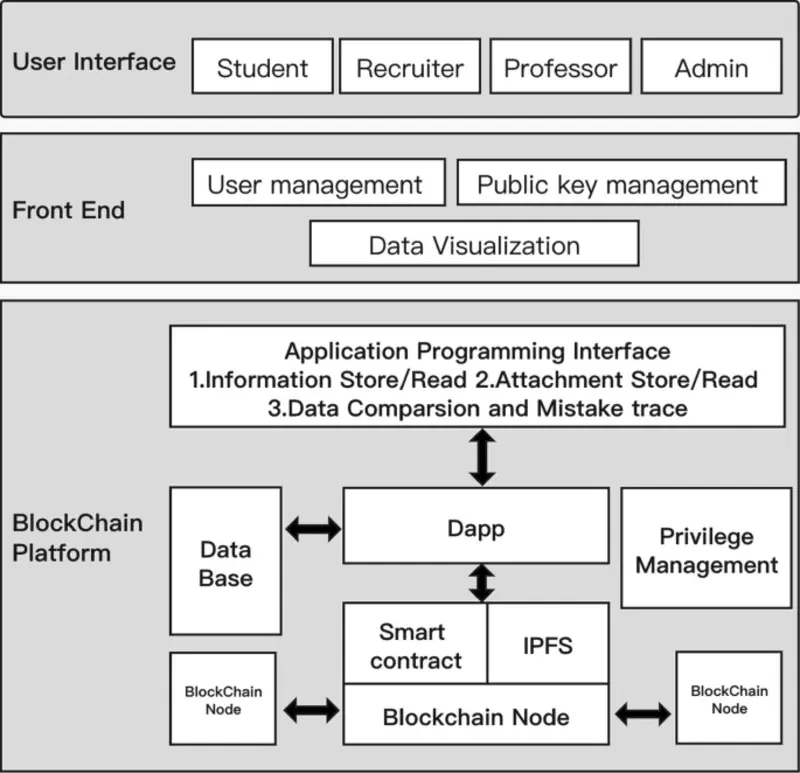 User Interface
Student
Recruiter
Professor
Admin
Front End
User management
Public key management
Data Visualization
BlockChain
Platform
Application Programming Interface
1.Information Store/Read 2.Attachment Store/Read
3.Data Comparsion and Mistake trace
Data
Base
Dapp
Privilege
Management
Smart
contract
IPFS
BlockChain
Node
Blockchain Node
BlockChain
Node